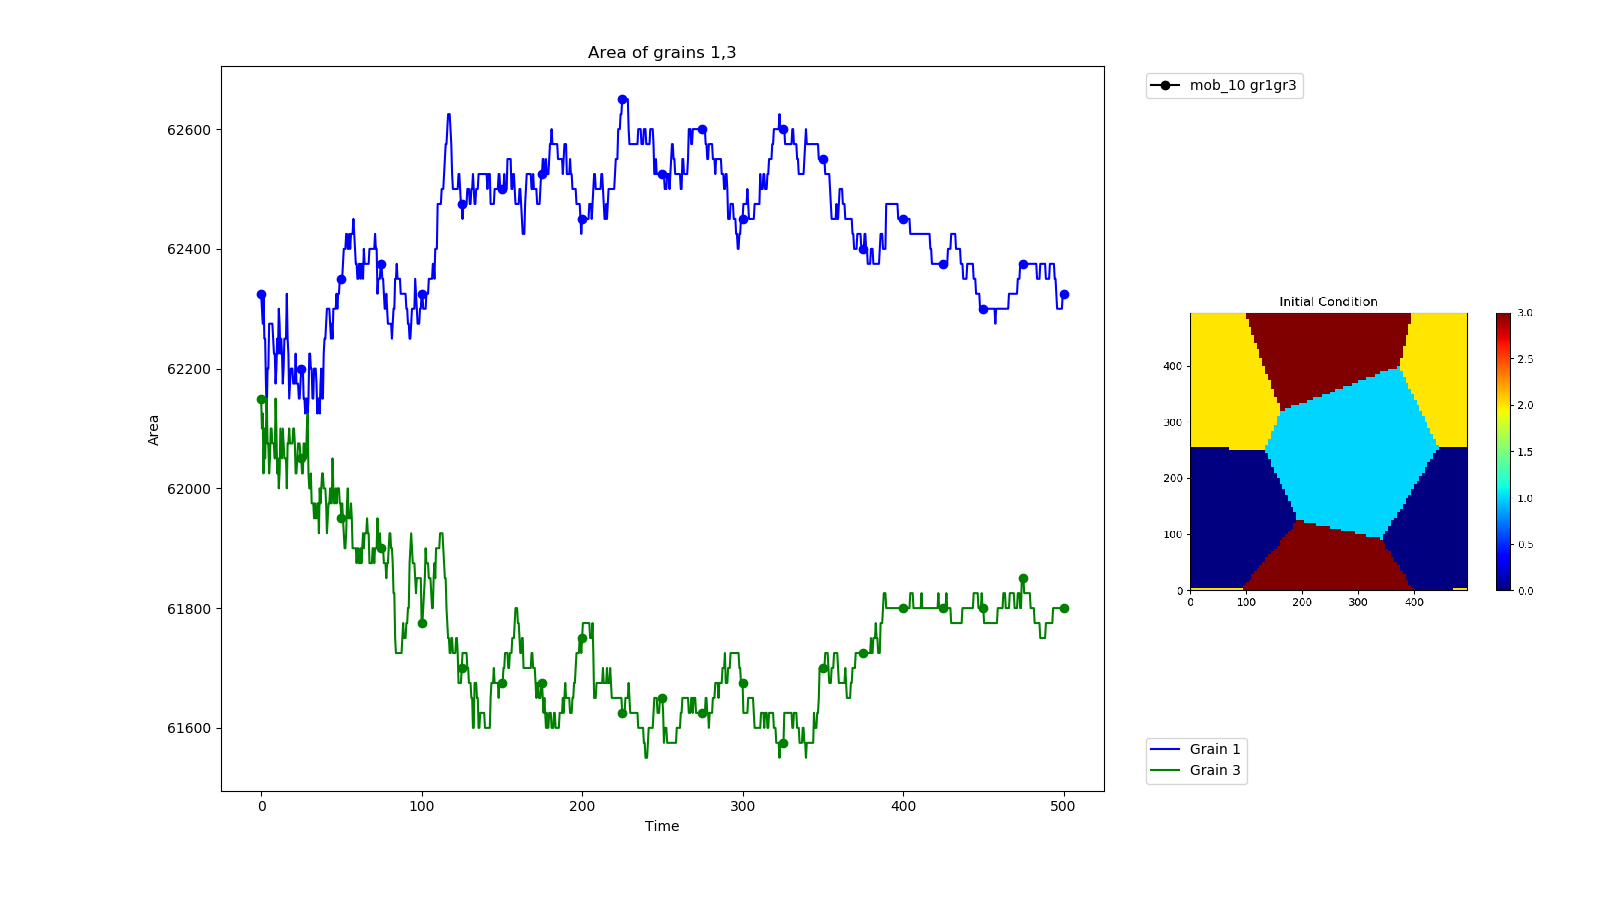 Area of grains 1,3
mob_10 gr1gr3
62600
62400
62200
62000
61800
61600
Area
0 100 200 300 400 500
Time
Initial Condition
400
300
200
100
0
0 100 200 300 400
3.0
2.5
2.0
1.5
1.0
0.5
0.0
Grain 1
Grain 3